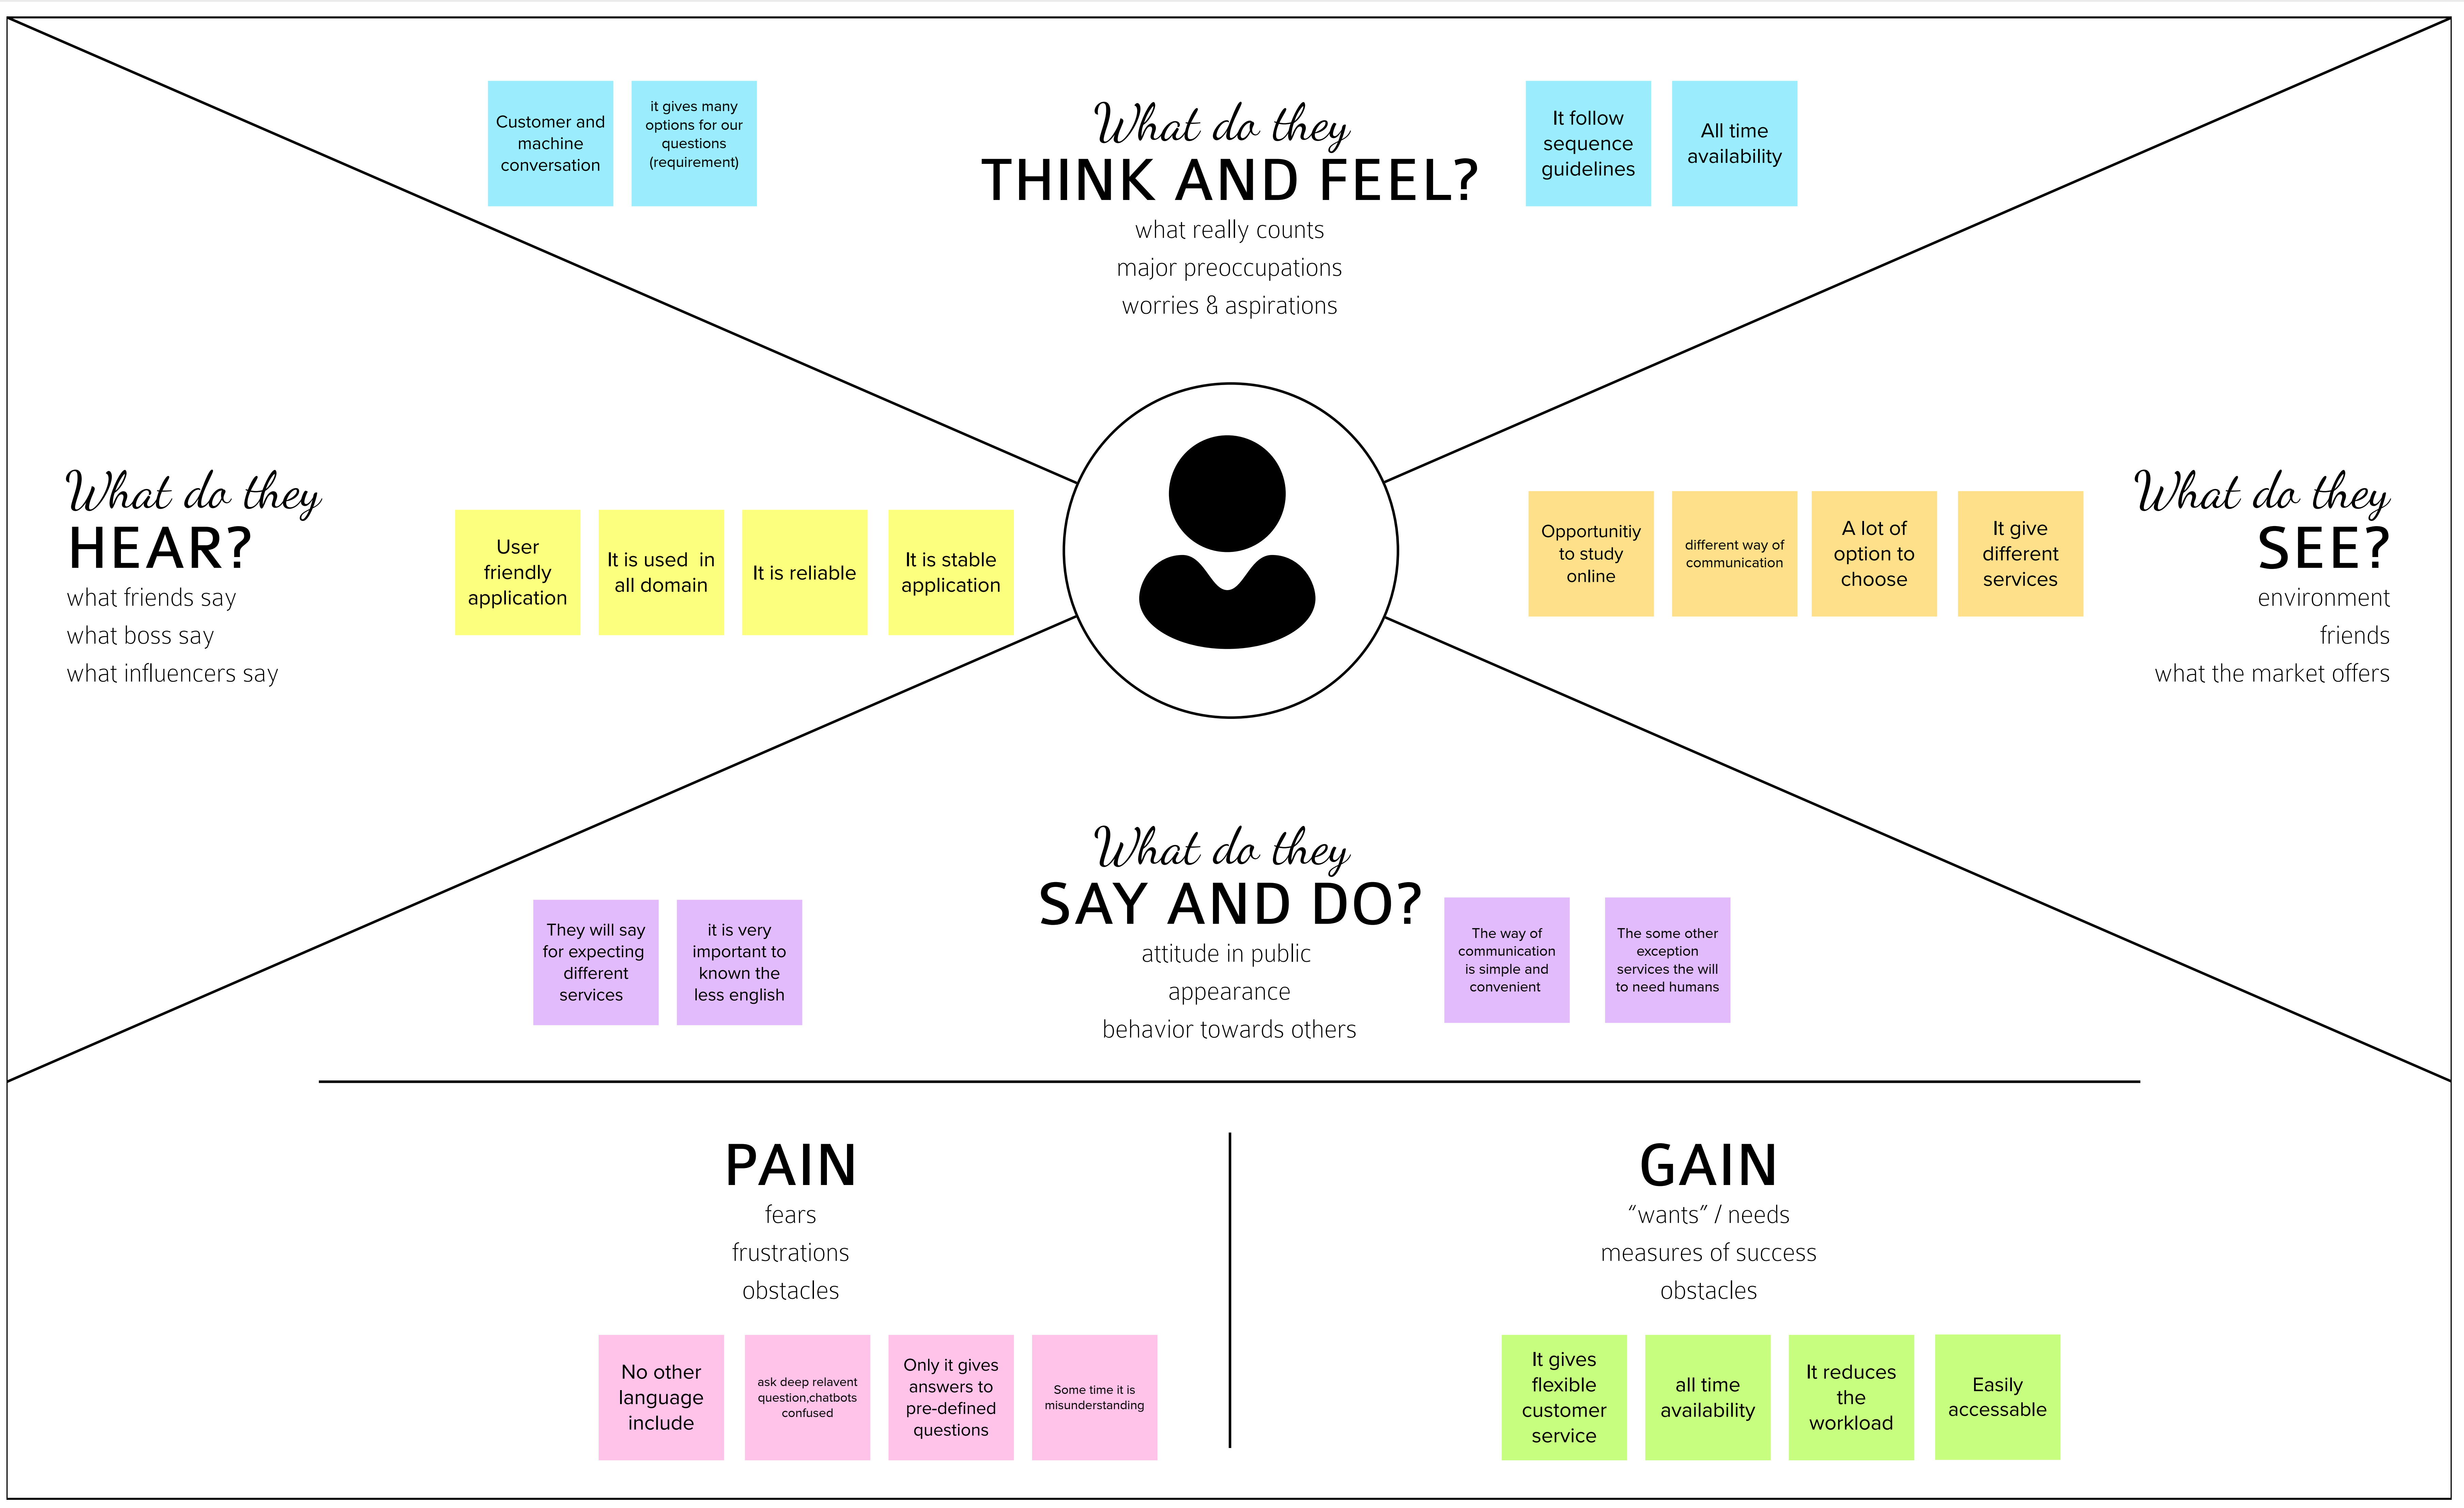 Customer and
machine
conversation
it gives many
options for our
questions
(requirement)
What do they
THINK AND FEEL?
what really counts
major preoccupations
worries & aspirations
It follow
sequence
guidelines
All time
availability
What do they
HEAR?
what friends say
what boss say
what influencers say
User
friendly
application
It is used in
all domain
It is reliable
It is stable
application
Opportunitiy
to study
online
different way of
communication
A lot of
option to
choose
It give
different
services
What do they
SEE?
environment
friends
what the market offers
They will say
for expecting
different
services
it is very
important to
known the
less english
What do they
SAY AND DO?
attitude in public
appearance
behavior towards others
The way of
communication
is simple and
convenient
The some other
exception
services the will
to need humans
PAIN
fears
frustrations
obstacles
No other
language
include
ask deep relavent
question,chatbots
confused
Only it gives
answers to
pre-defined
questions
Some time it is
misunderstanding
GAIN
“wants” / needs
measures of success
obstacles
It gives
flexible
customer
service
all time
availability
It reduces
the
workload
Easily
accessable